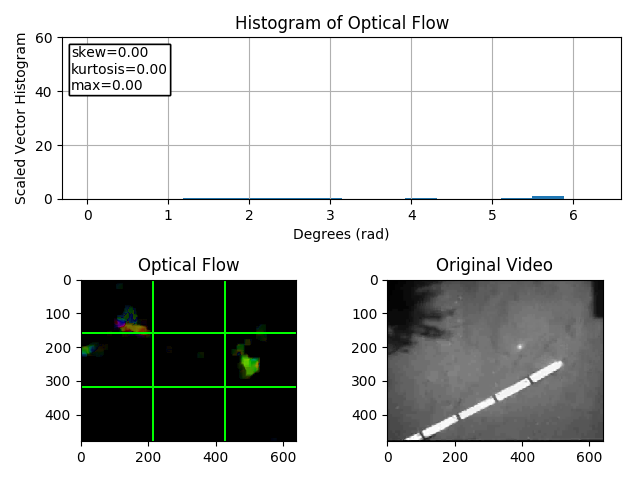 Histogram of Optical Flow
Scaled Vector Histogram
60
40
20
0
skew=0.00
kurtosis=0.00
max=0.00
0 1 2 3 4 5 6
Degrees (rad)
Optical Flow
0
100
200
300
400
0 200 400 600
Original Video
0
100
200
300
400
0 200 400 600